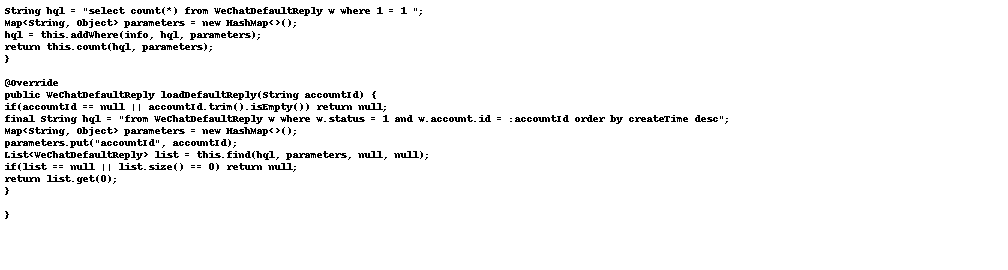 String hql = "select count(*) from WeChatDefaultReply w where 1 = 1 ";
Map<String, Object> parameters = new HashMap<>();
hql = this.addWhere(info, hql, parameters);
return this.count(hql, parameters);
}
@Override
public WeChatDefaultReply loadDefaultReply(String accountId) {
if(accountId == null || accountId.trim().isEmpty()) return null;
final String hql = "from WeChatDefaultReply w where w.status = 1 and w.account.id = :accountId order by createTime desc";
Map<String, Object> parameters = new HashMap<>();
parameters.put("accountId", accountId);
List<WeChatDefaultReply> list = this.find(hql, parameters, null, null);
if(list == null || list.size() == 0) return null;
return list.get(0);
}
}